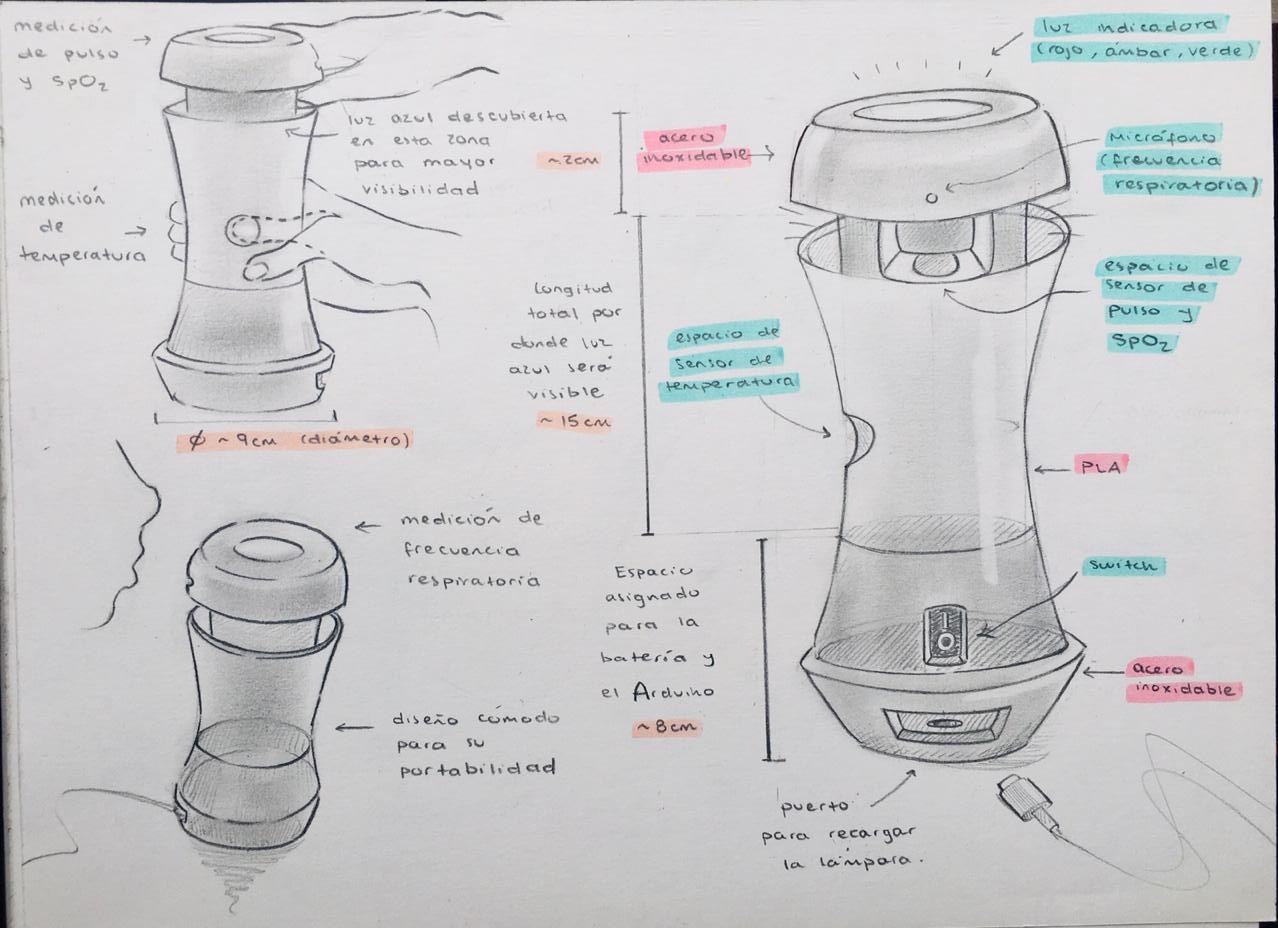 medición
de pulso
y SpO₂
luz azul descubierta
en esta zona
para mayor
visibilidad
~2cm
medición
de
temperatura
Longitud
total por
donde luz
azul será
visible
~15cm
Ø ~9cm (diámetro)
medición de
frecuencia
respiratoria
diseño cómodo
para su
portabilidad
Espacio
asignado
para la
batería y
el Arduino
~8cm
luz indicadora
(rojo, ámbar, verde)
acero
inoxidable
micrófono
(frecuencia
respiratoria)
espacio de
sensor de
pulso y
SpO₂
espacio de
sensor de
temperatura
PLA
switch
acero
inoxidable
puerto
para recargar
la lámpara.